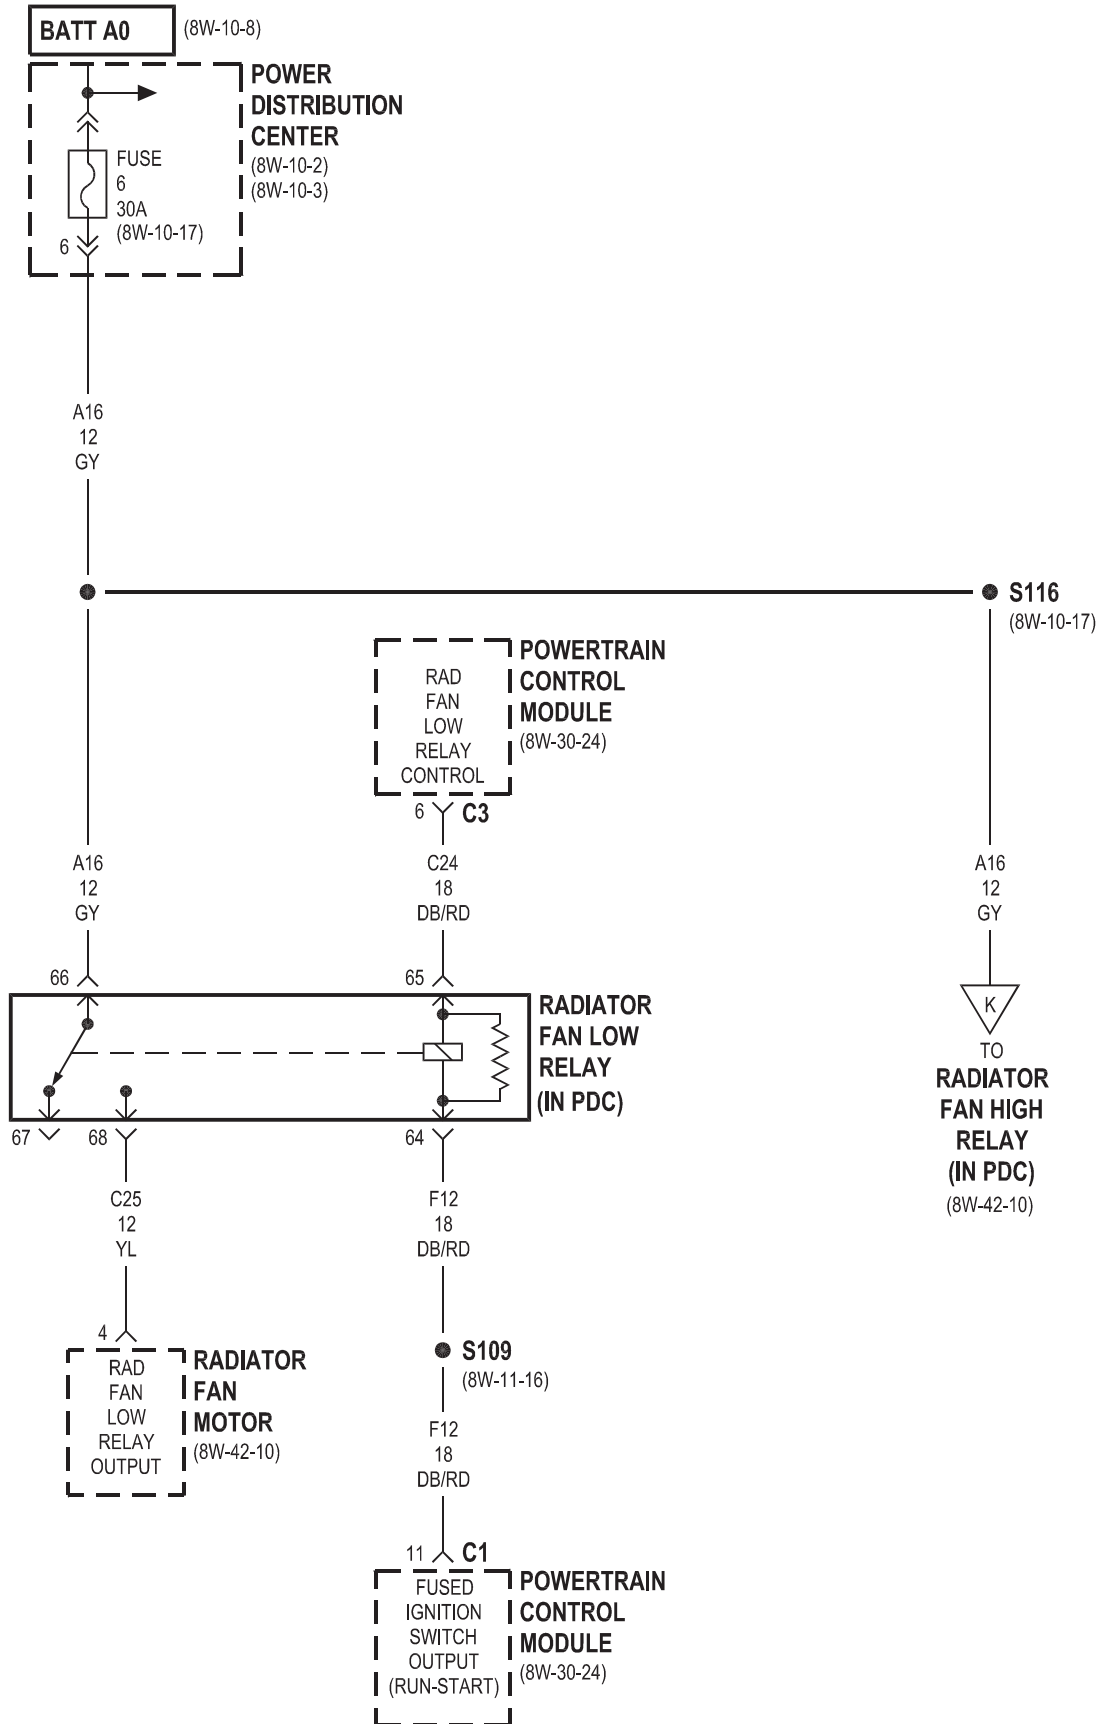 BATT A0
(8W-10-8)
POWER
DISTRIBUTION
CENTER
(8W-10-2)
(8W-10-3)
FUSE
6
30A
(8W-10-17)
6
A16
12
GY
S116
(8W-10-17)
RAD
FAN
LOW
RELAY
CONTROL
POWERTRAIN
CONTROL
MODULE
(8W-30-24)
6
C3
A16
12
GY
C24
18
DB/RD
A16
12
GY
66
65
RADIATOR
FAN LOW
RELAY
(IN PDC)
K
TO
RADIATOR
FAN HIGH
RELAY
(IN PDC)
(8W-42-10)
67
68
64
C25
12
YL
F12
18
DB/RD
4
RAD
FAN
LOW
RELAY
OUTPUT
RADIATOR
FAN
MOTOR
(8W-42-10)
S109
(8W-11-16)
F12
18
DB/RD
11
C1
FUSED
IGNITION
SWITCH
OUTPUT
(RUN-START)
POWERTRAIN
CONTROL
MODULE
(8W-30-24)